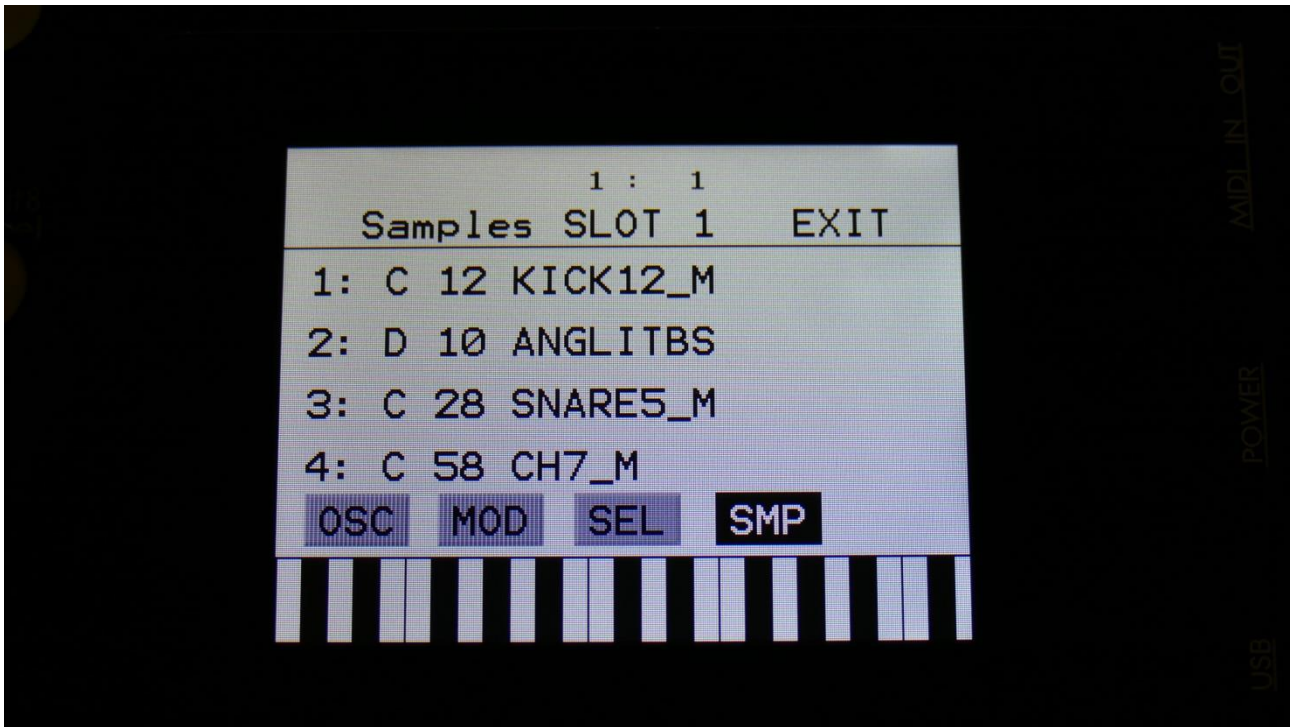 1 : 1
Samples SLOT 1 EXIT
1: C 12 KICK12_M
2: D 10 ANGLITBS
3: C 28 SNARE5_M
4: C 58 CH7_M
OSC MOD SEL SMP
MIDI IN OUT
POWER
USB